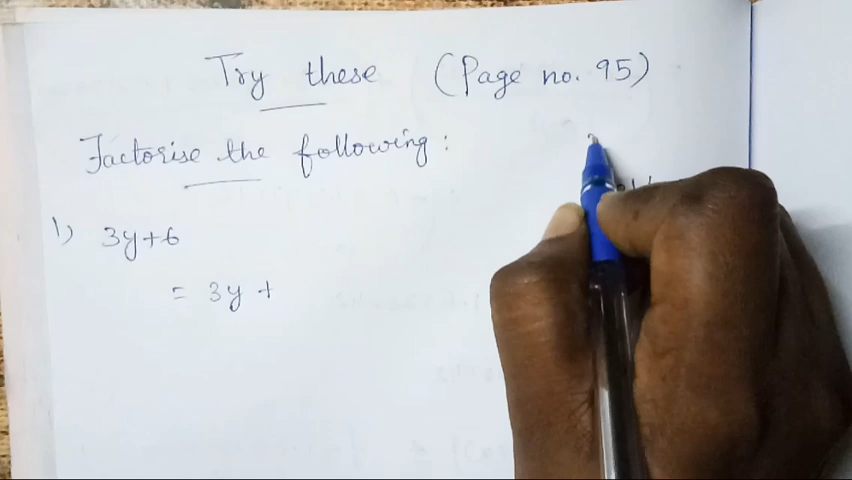 Try these (Page no. 95)
Factorise the following :
1) 3y+6
= 3y +